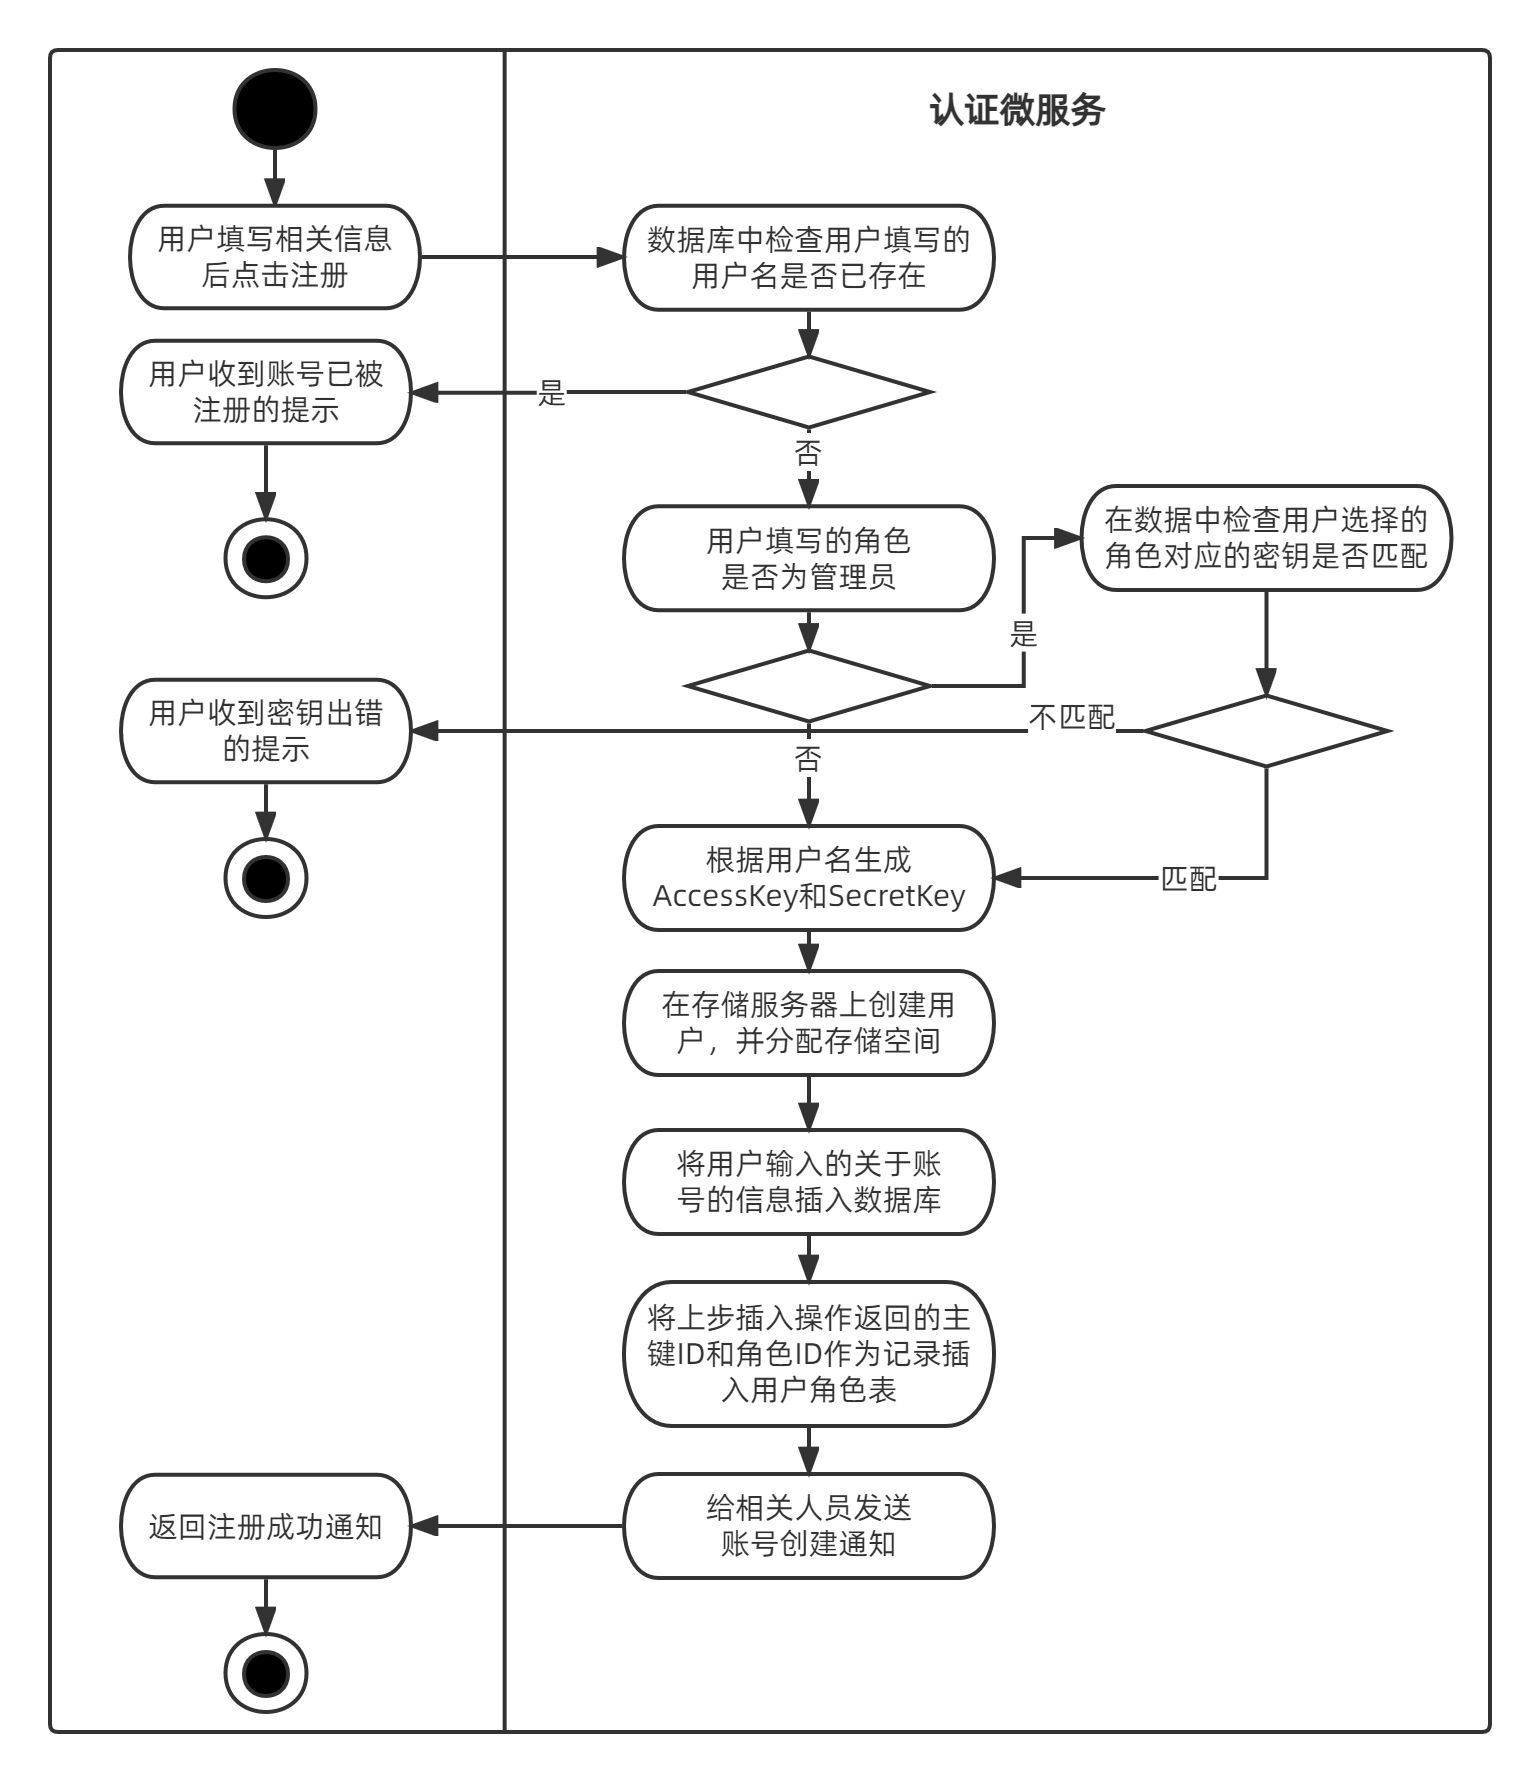 认证微服务
用户填写相关信息
后点击注册
数据库中检查用户填写的
用户名是否已存在
用户收到账号已被
注册的提示
是
否
用户填写的角色
是否为管理员
在数据中检查用户选择的
角色对应的密钥是否匹配
是
用户收到密钥出错
的提示
不匹配
否
根据用户名生成
AccessKey和SecretKey
匹配
在存储服务器上创建用
户，并分配存储空间
将用户输入的关于账
号的信息插入数据库
将上步插入操作返回的主
键ID和角色ID作为记录插
入用户角色表
返回注册成功通知
给相关人员发送
账号创建通知